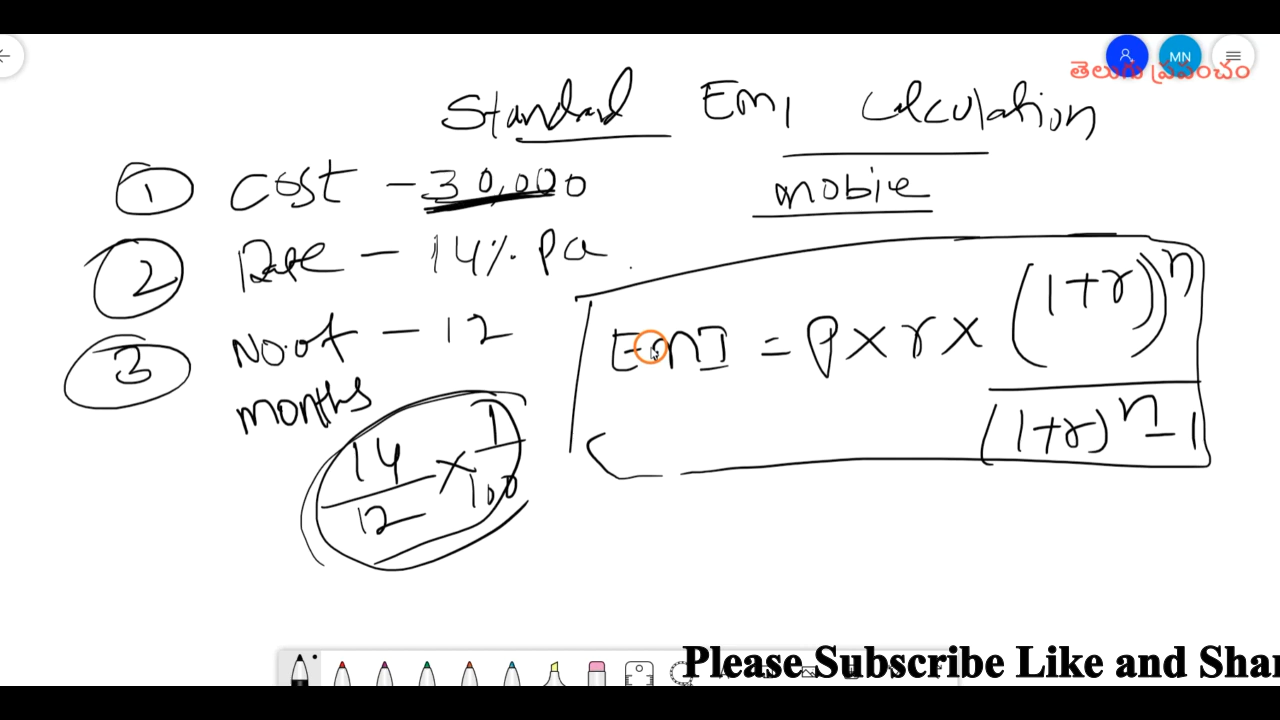 MN
తెలుగు ప్రపంచం
Standard EMI Calculation
mobie
1 Cost - 30,000
2 Rate - 14% pa.
3 No. of - 12
months
14/12 × 1/100
EMI = P × r × (1+r)^n / (1+r)^n - 1
Please Subscribe Like and Shar